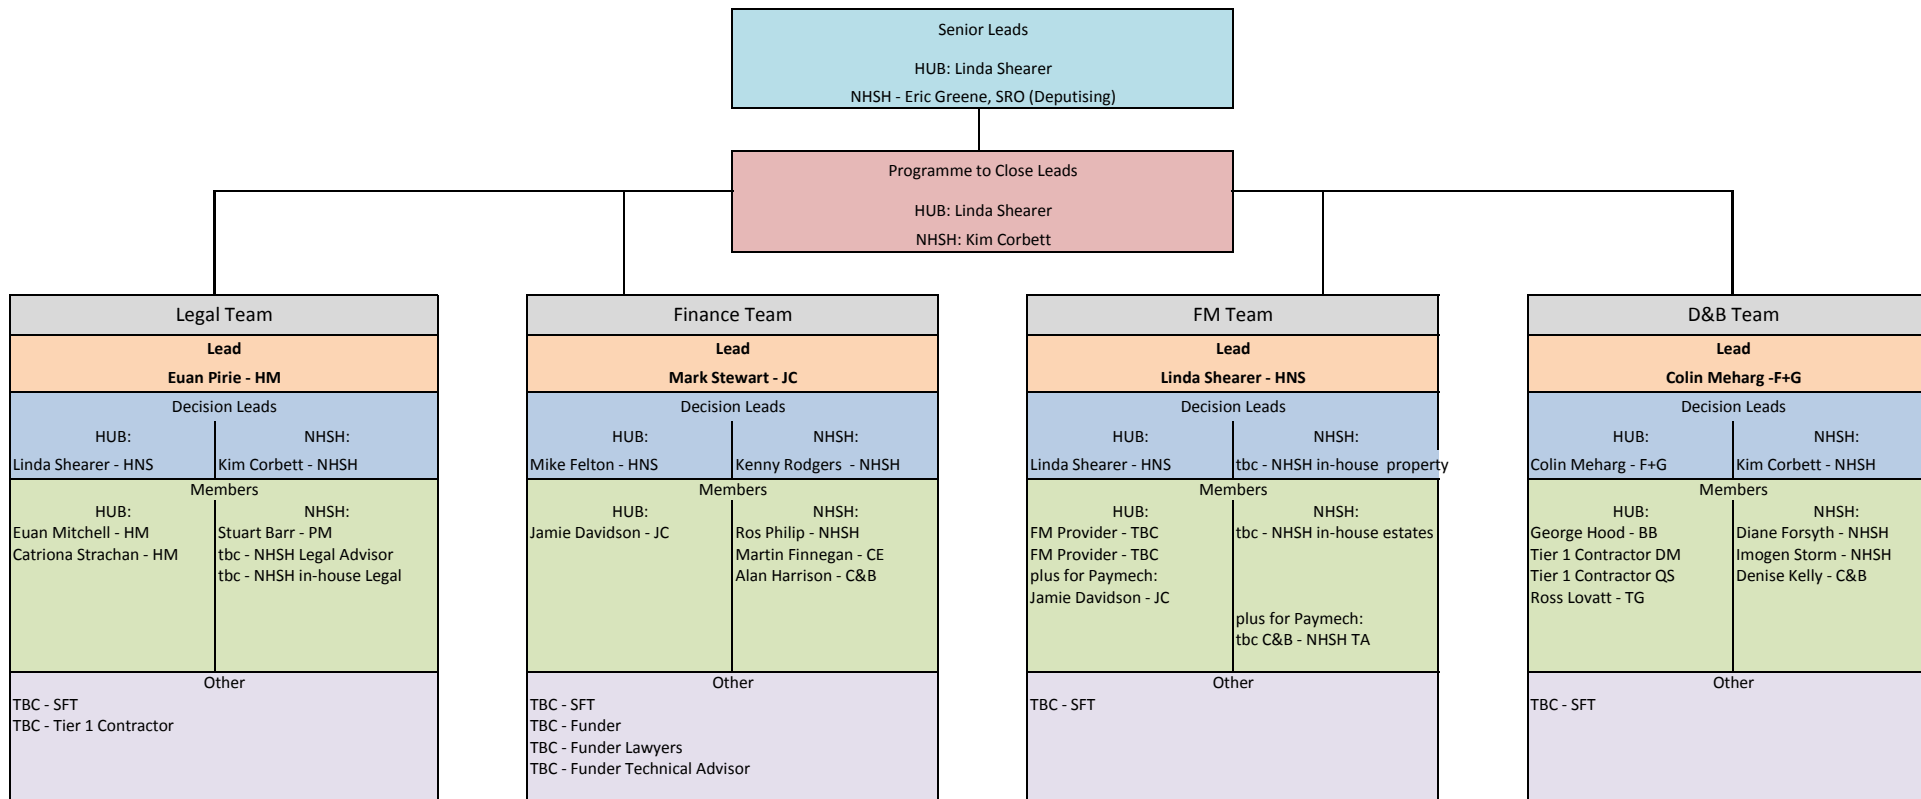 Senior Leads
HUB: Linda Shearer
NHSH - Eric Greene, SRO (Deputising)
Programme to Close Leads
HUB: Linda Shearer
NHSH: Kim Corbett
Legal Team
Lead
Euan Pirie - HM
Decision Leads
HUB:
Linda Shearer - HNS
NHSH:
Kim Corbett - NHSH
Members
HUB:
Euan Mitchell - HM
Catriona Strachan - HM
NHSH:
Stuart Barr - PM
tbc - NHSH Legal Advisor
tbc - NHSH in-house Legal
Other
TBC - SFT
TBC - Tier 1 Contractor
Finance Team
Lead
Mark Stewart - JC
Decision Leads
HUB:
Mike Felton - HNS
NHSH:
Kenny Rodgers - NHSH
Members
HUB:
Jamie Davidson - JC
NHSH:
Ros Philip - NHSH
Martin Finnegan - CE
Alan Harrison - C&B
Other
TBC - SFT
TBC - Funder
TBC - Funder Lawyers
TBC - Funder Technical Advisor
FM Team
Lead
Linda Shearer - HNS
Decision Leads
HUB:
Linda Shearer - HNS
NHSH:
tbc - NHSH in-house property
Members
HUB:
FM Provider - TBC
FM Provider - TBC
plus for Paymech:
Jamie Davidson - JC
NHSH:
tbc - NHSH in-house estates
plus for Paymech:
tbc C&B - NHSH TA
Other
TBC - SFT
D&B Team
Lead
Colin Meharg -F+G
Decision Leads
HUB:
Colin Meharg - F+G
NHSH:
Kim Corbett - NHSH
Members
HUB:
George Hood - BB
Tier 1 Contractor DM
Tier 1 Contractor QS
Ross Lovatt - TG
NHSH:
Diane Forsyth - NHSH
Imogen Storm - NHSH
Denise Kelly - C&B
Other
TBC - SFT